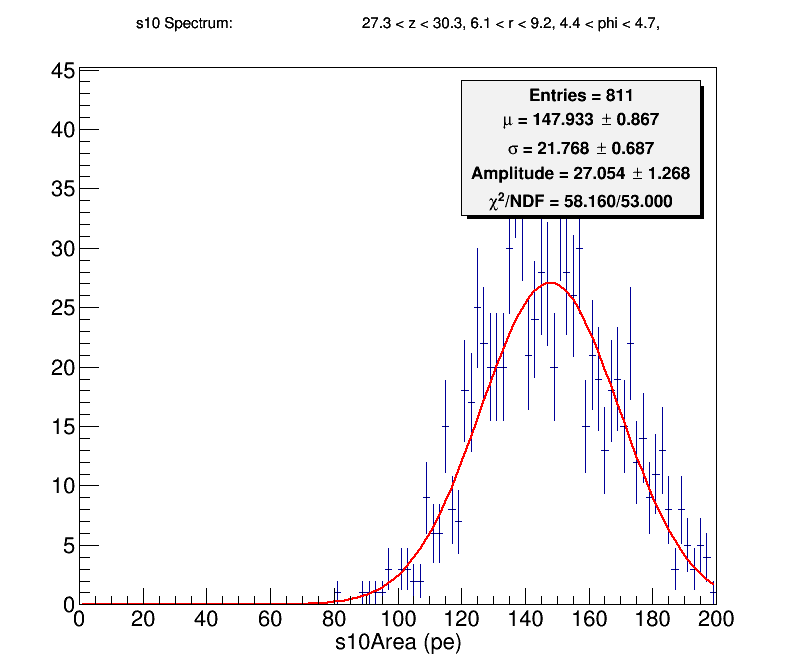 s10 Spectrum: 27.3 < z < 30.3, 6.1 < r < 9.2, 4.4 < phi < 4.7,
Entries = 811
μ = 147.933 ± 0.867
σ = 21.768 ± 0.687
Amplitude = 27.054 ± 1.268
χ²/NDF = 58.160/53.000
45
40
35
30
25
20
15
10
5
0
0 20 40 60 80 100 120 140 160 180 200
s10Area (pe)